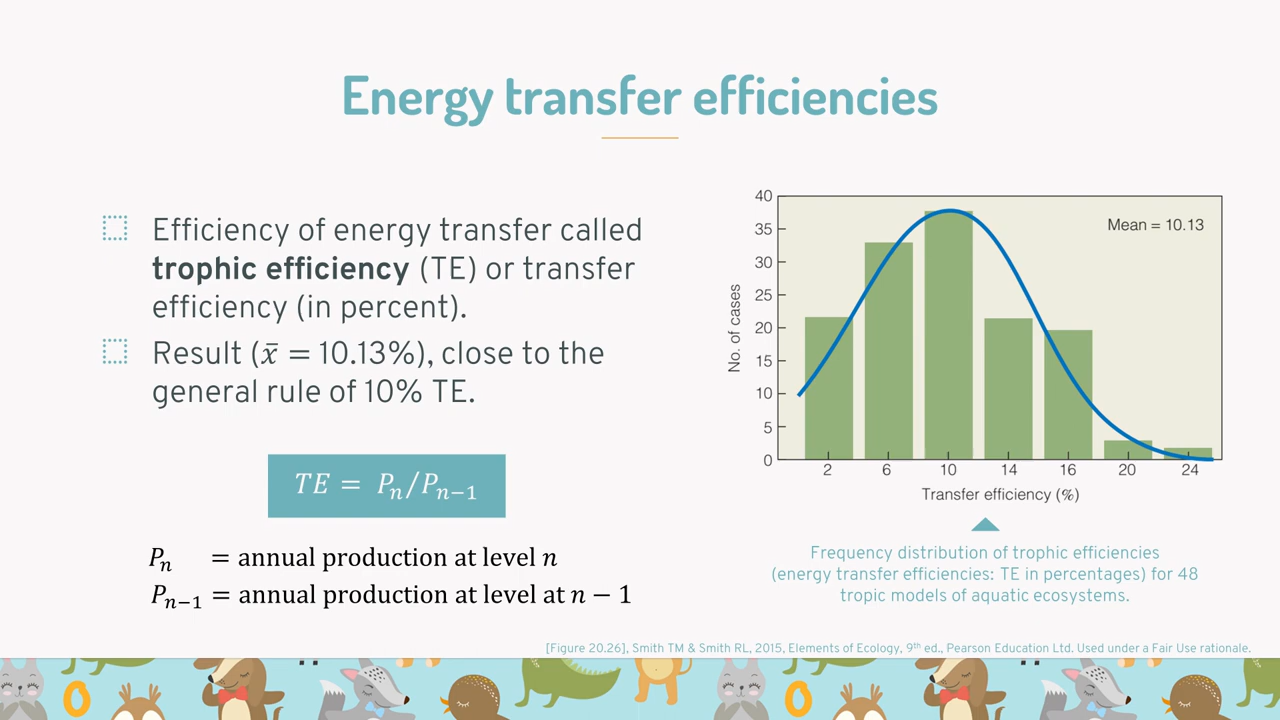 Energy transfer efficiencies
Efficiency of energy transfer called
trophic efficiency (TE) or transfer
efficiency (in percent).
Result (x̄ = 10.13%), close to the
general rule of 10% TE.
TE = Pₙ/Pₙ₋₁
Pₙ = annual production at level n
Pₙ₋₁ = annual production at level at n − 1
40
35
30
25
20
15
10
5
0
No. of cases
Mean = 10.13
2 6 10 14 16 20 24
Transfer efficiency (%)
Frequency distribution of trophic efficiencies
(energy transfer efficiencies: TE in percentages) for 48
tropic models of aquatic ecosystems.
[Figure 20.26], Smith TM & Smith RL, 2015, Elements of Ecology, 9th ed., Pearson Education Ltd. Used under a Fair Use rationale.